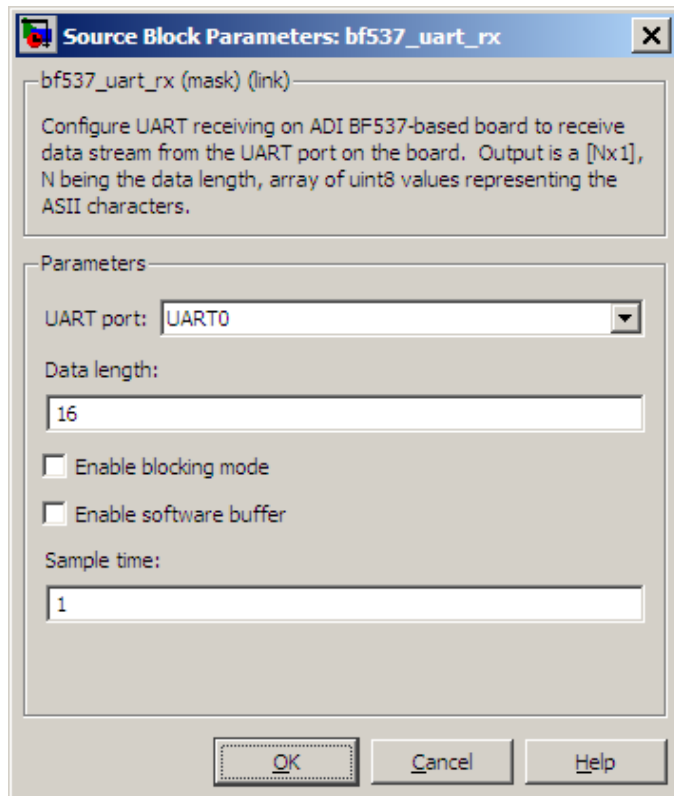 Source Block Parameters: bf537_uart_rx
bf537_uart_rx (mask) (link)
Configure UART receiving on ADI BF537-based board to receive
data stream from the UART port on the board.  Output is a [Nx1],
N being the data length, array of uint8 values representing the
ASII characters.
Parameters
UART port: UART0
Data length:
16
Enable blocking mode
Enable software buffer
Sample time:
1
OK Cancel Help